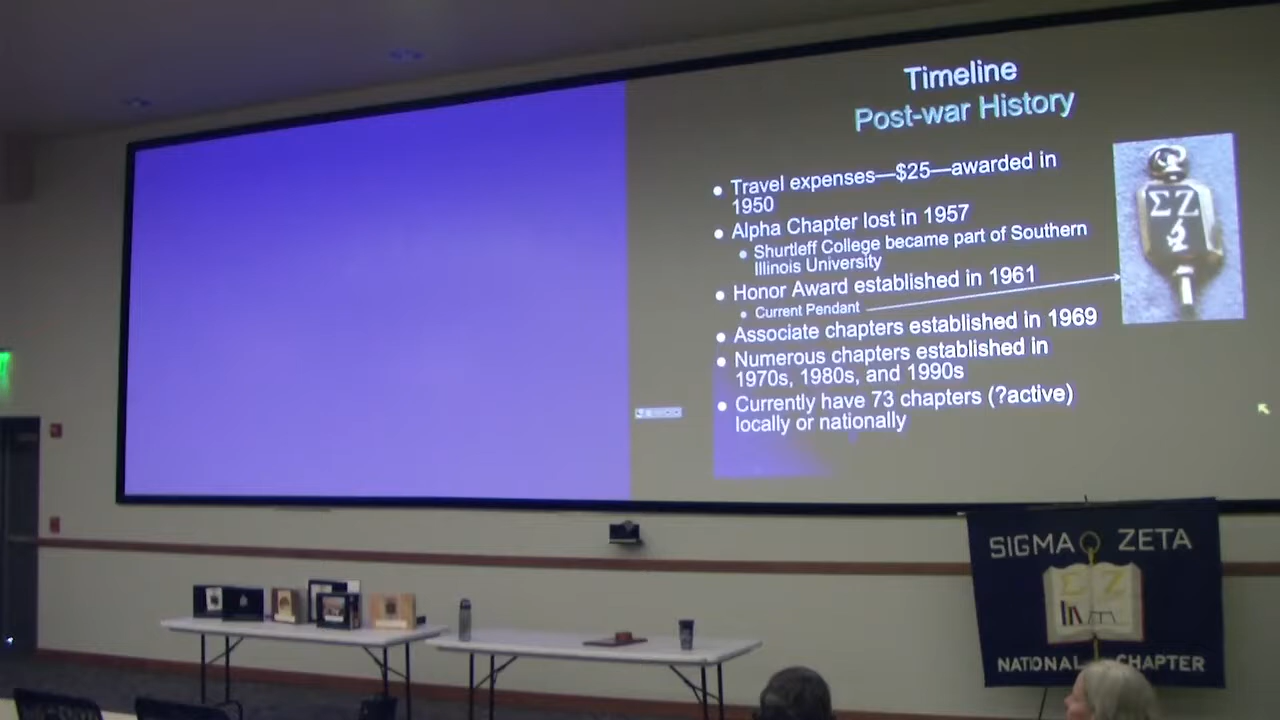 Timeline
Post-war History
Travel expenses—$25—awarded in
1950
Alpha Chapter lost in 1957
Shurtleff College became part of Southern
Illinois University
Honor Award established in 1961
Current Pendant
Associate chapters established in 1969
Numerous chapters established in
1970s, 1980s, and 1990s
Currently have 73 chapters (?active)
locally or nationally
ΣΖ
SIGMA ZETA
Σ Ζ
NATIONAL CHAPTER